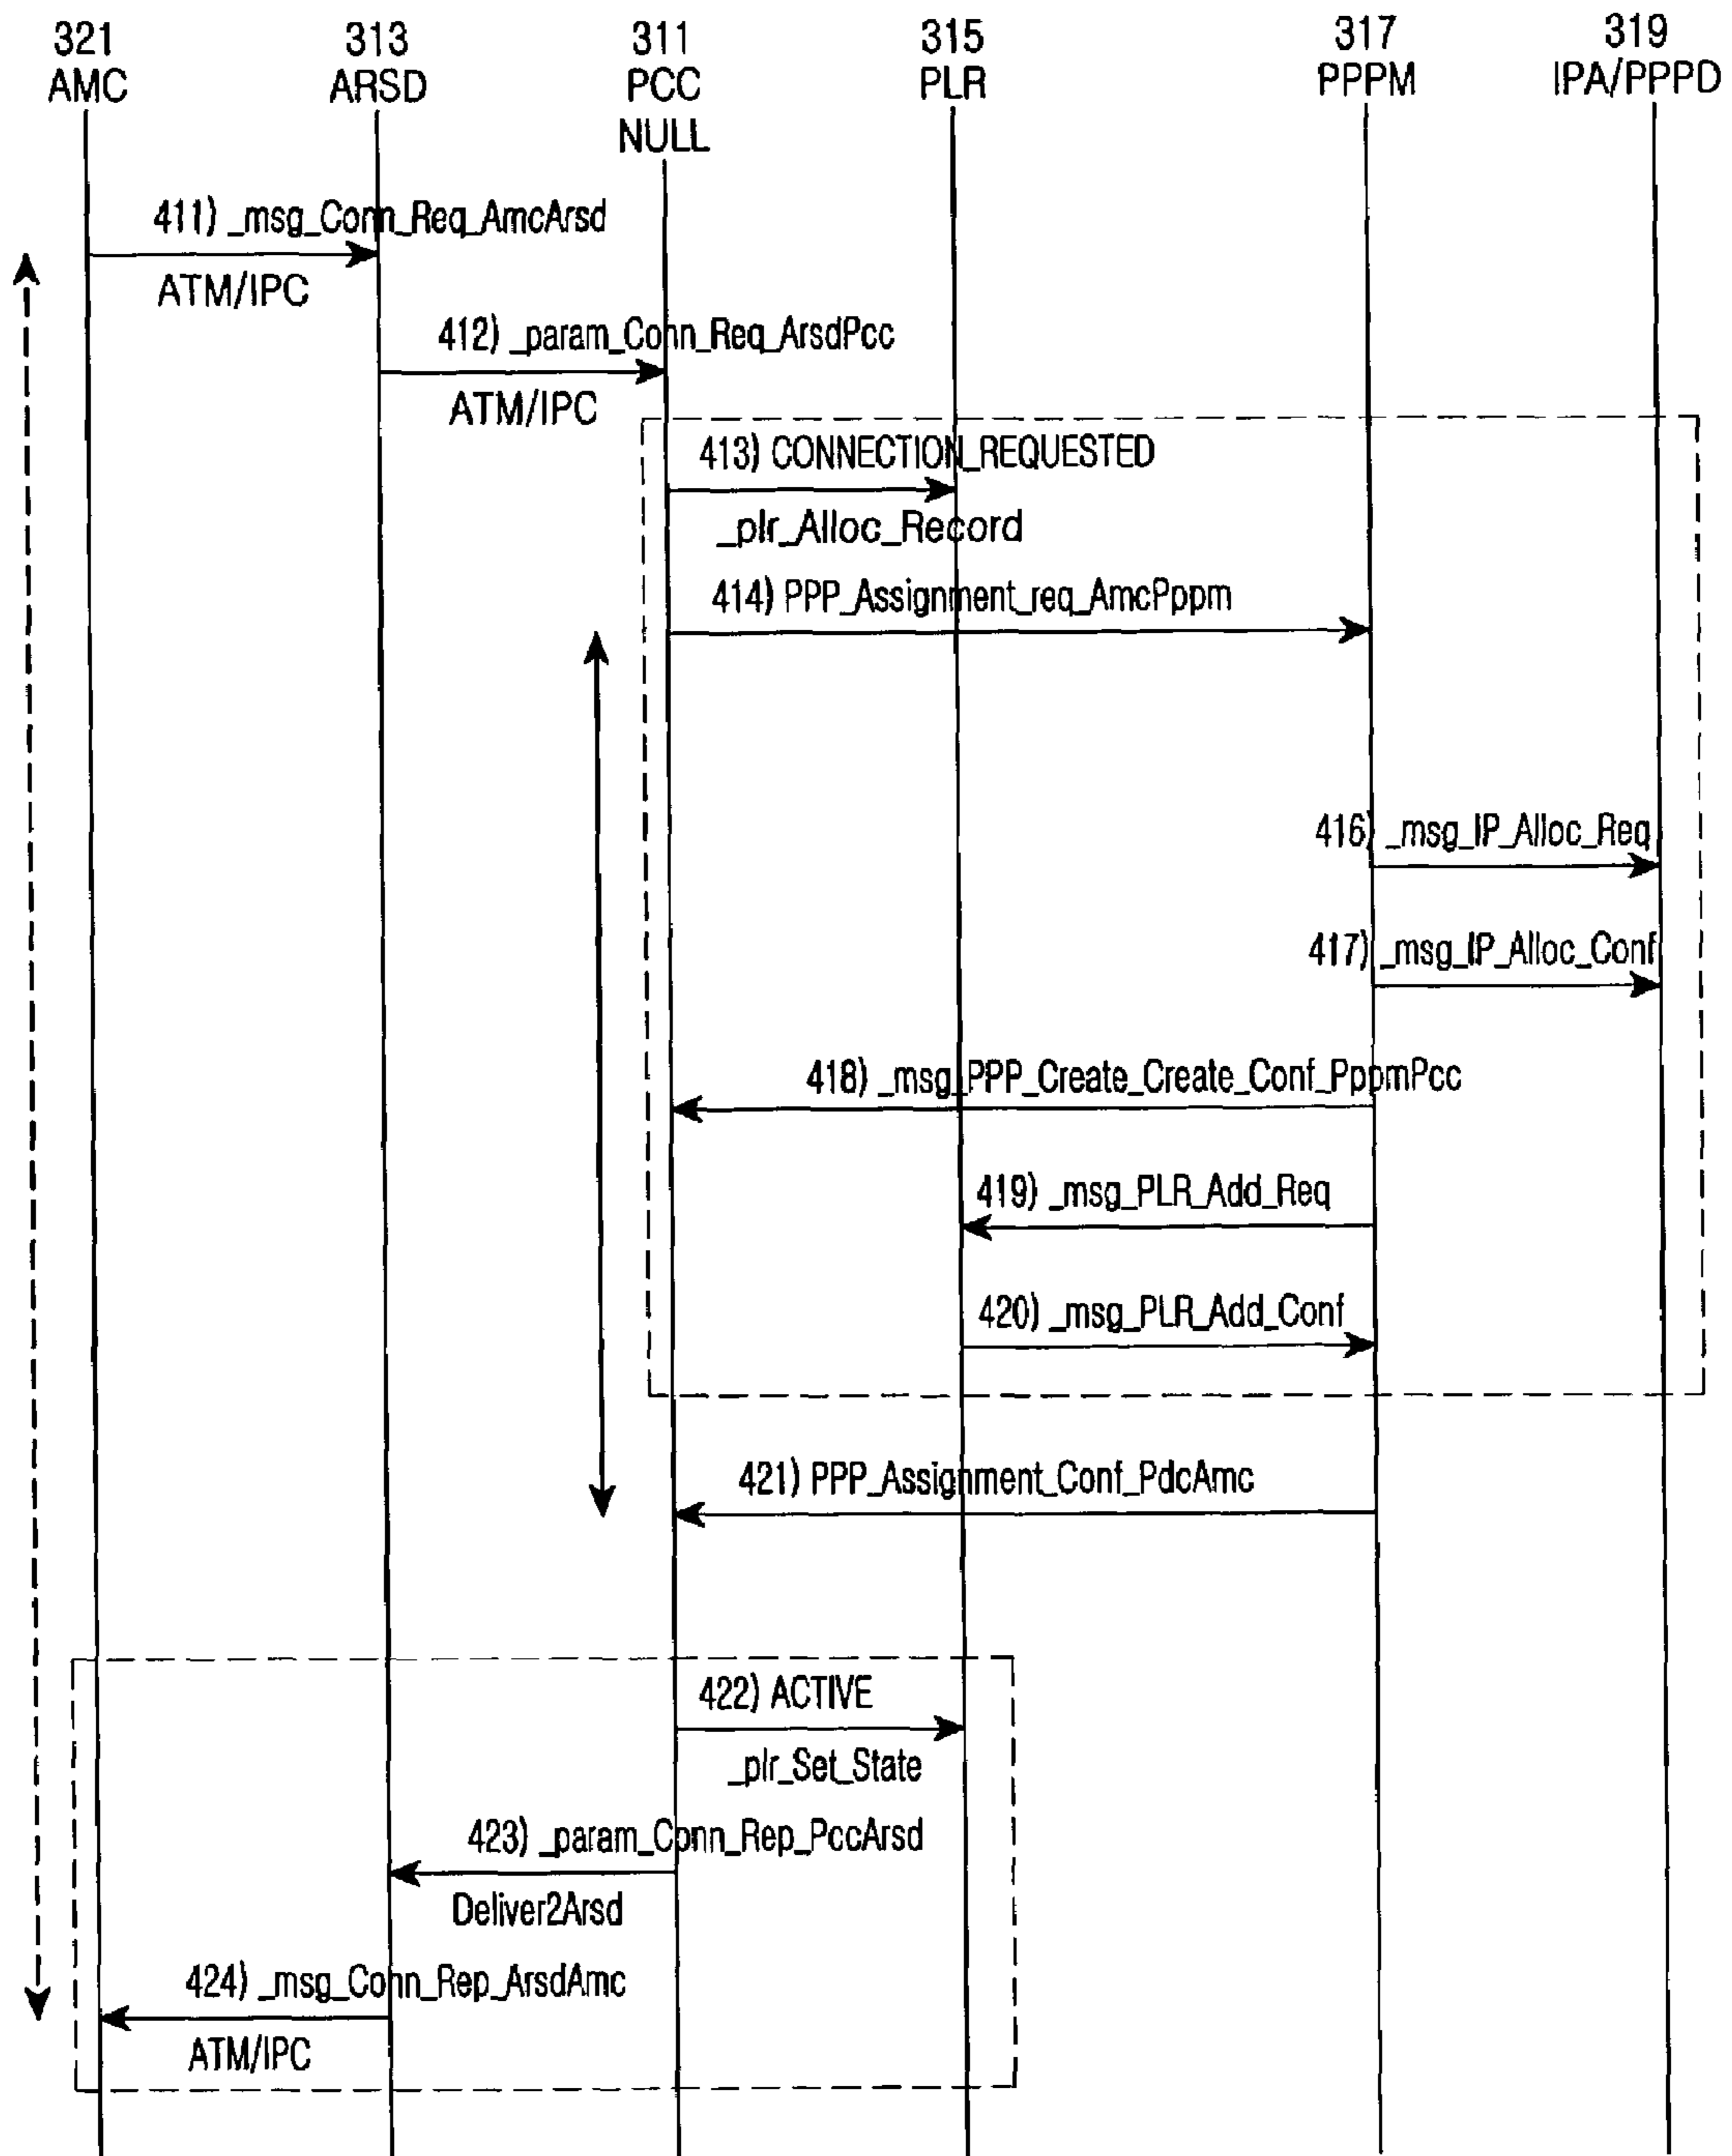 321
AMC
313
ARSD
311
PCC
NULL
315
PLR
317
PPPM
319
IPA/PPPD
411) _msg_Conn_Req_AmcArsd
ATM/IPC
412) _param_Conn_Req_ArsdPcc
ATM/IPC
413) CONNECTION_REQUESTED
_plr_Alloc_Record
414) PPP_Assignment_req_AmcPppm
416) _msg_IP_Alloc_Req
417) _msg_IP_Alloc_Conf
418) _msg_PPP_Create_Create_Conf_PppmPcc
419) _msg_PLR_Add_Req
420) _msg_PLR_Add_Conf
421) PPP_Assignment_Conf_PdcAmc
422) ACTIVE
_plr_Set_State
423) _param_Conn_Rep_PccArsd
Deliver2Arsd
424) _msg_Conn_Rep_ArsdAmc
ATM/IPC